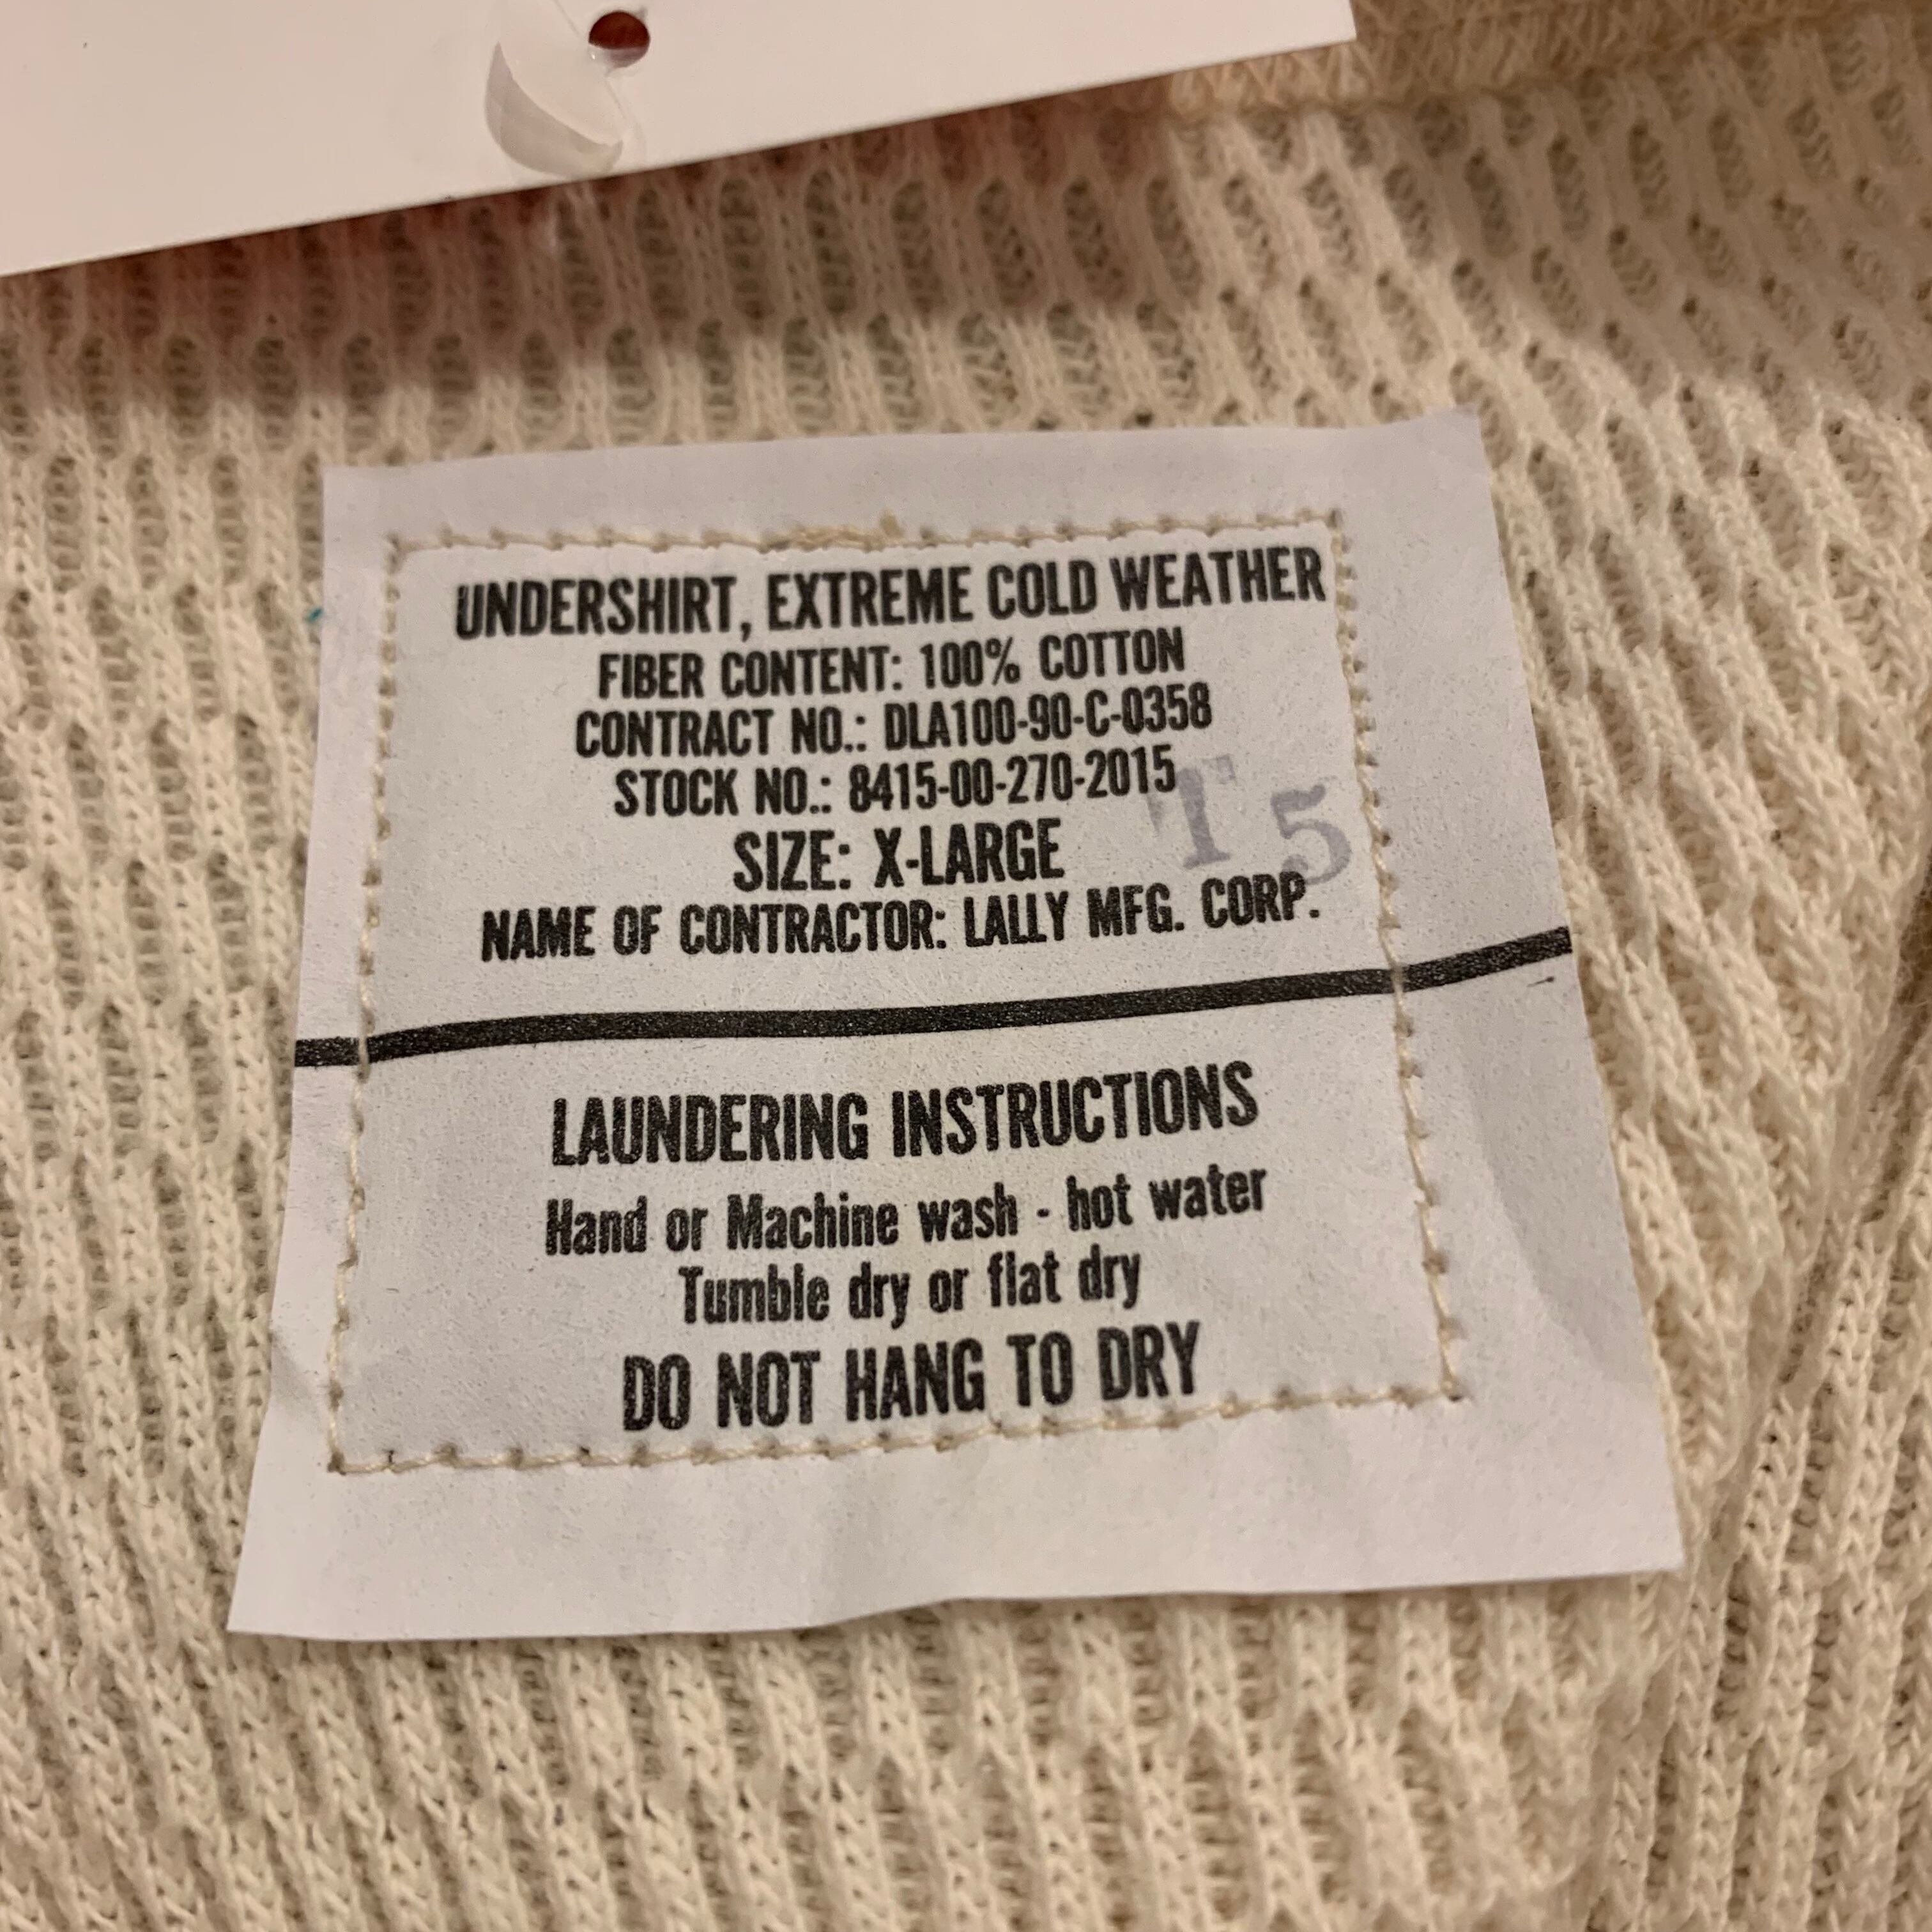 UNDERSHIRT, EXTREME COLD WEATHER
FIBER CONTENT: 100% COTTON
CONTRACT NO.: DLA100-90-C-0358
STOCK NO.: 8415-00-270-2015
T 5
SIZE: X-LARGE
NAME OF CONTRACTOR: LALLY MFG. CORP.
LAUNDERING INSTRUCTIONS
Hand or Machine wash - hot water
Tumble dry or flat dry
DO NOT HANG TO DRY